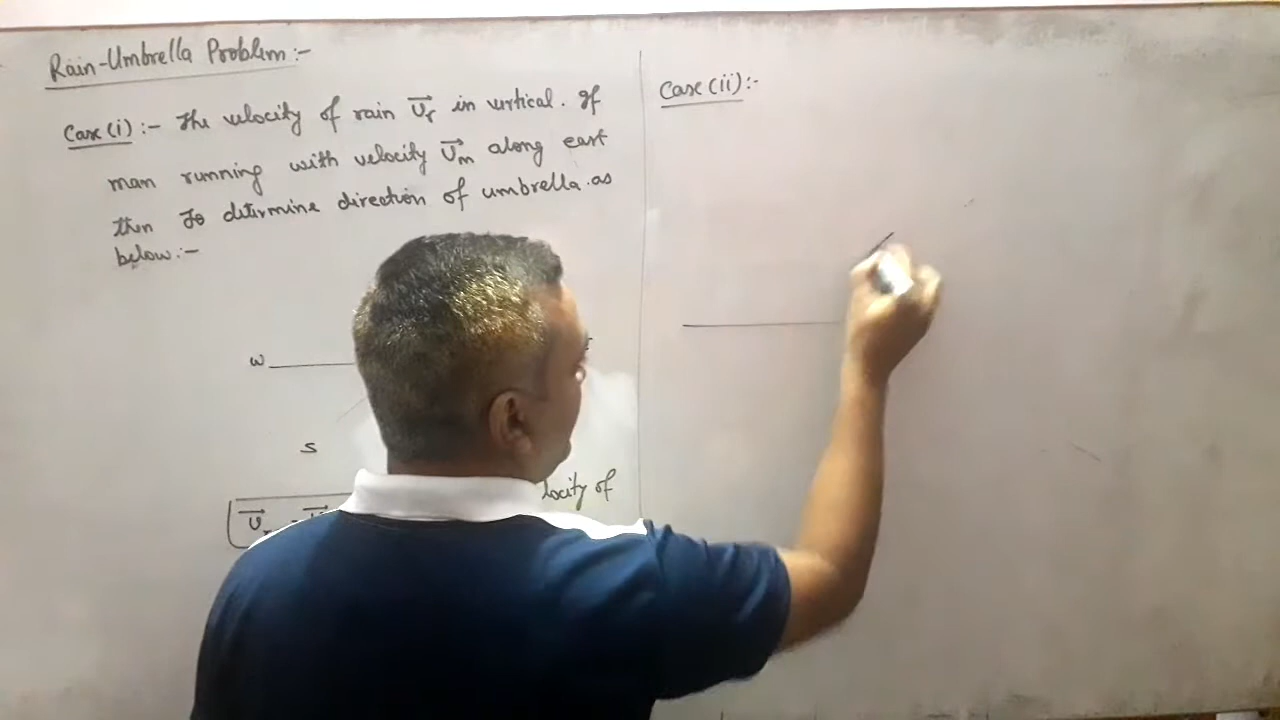 Rain-Umbrella Problem:-
Case (i) :- The velocity of rain v⃗r in vertical. If
man running with velocity v⃗m along east
then To determine direction of umbrella as
below:-
W
S
locity of
v⃗
Case (ii) :-